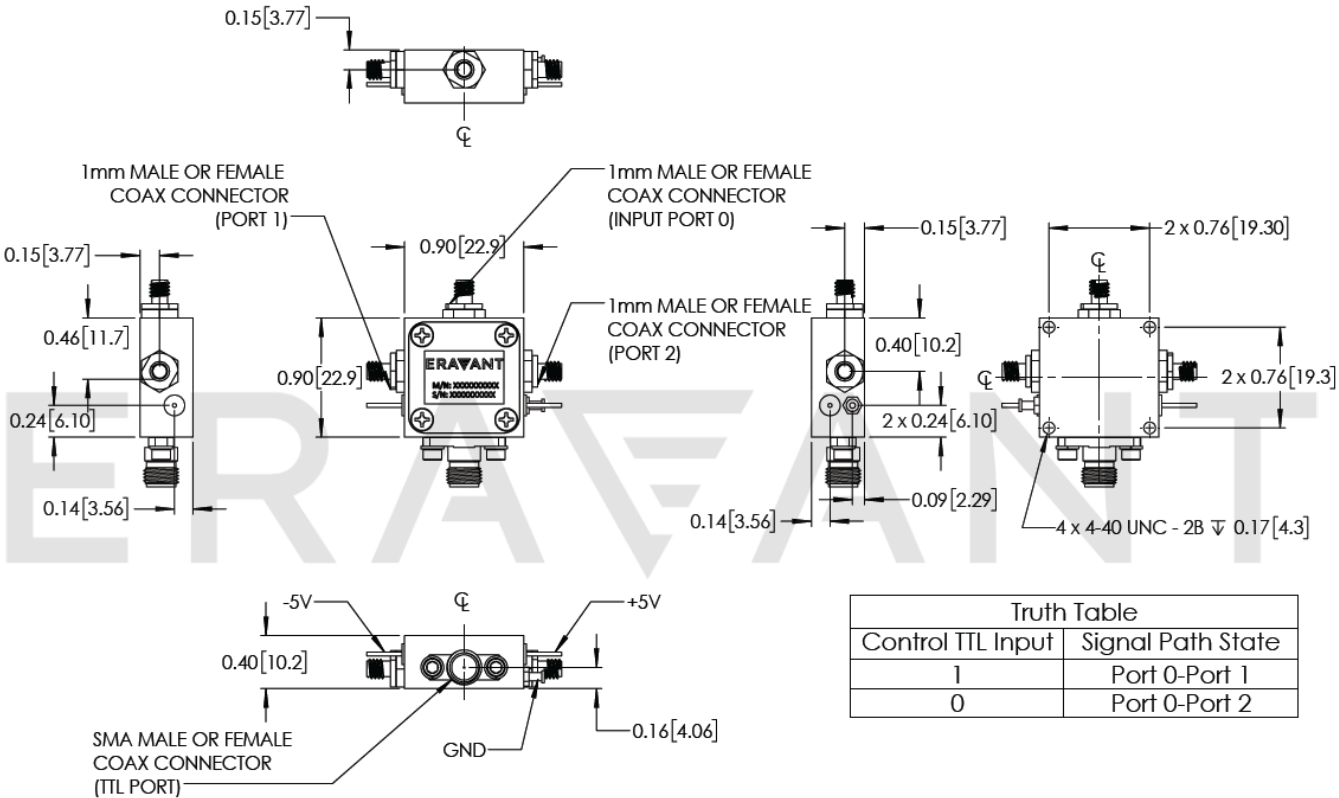 0.15[3.77]
℄
1mm MALE OR FEMALE
COAX CONNECTOR
(PORT 1)
1mm MALE OR FEMALE
COAX CONNECTOR
(INPUT PORT 0)
0.15[3.77]
0.90[22.9]
0.15[3.77]
2 x 0.76[19.30]
℄
0.46[11.7]
1mm MALE OR FEMALE
COAX CONNECTOR
(PORT 2)
0.40[10.2]
0.90[22.9]
ERAVANT
M/N: XXXXXXXXXX
S/N: XXXXXXXXXX
℄
2 x 0.76[19.3]
0.24[6.10]
2 x 0.24[6.10]
0.14[3.56]
0.09[2.29]
0.14[3.56]
4 x 4-40 UNC - 2B ↧ 0.17[4.3]
ERAVANT
-5V
℄
+5V
0.40[10.2]
0.16[4.06]
GND
SMA MALE OR FEMALE
COAX CONNECTOR
(TTL PORT)
Truth Table
Control TTL Input Signal Path State
1 Port 0-Port 1
0 Port 0-Port 2